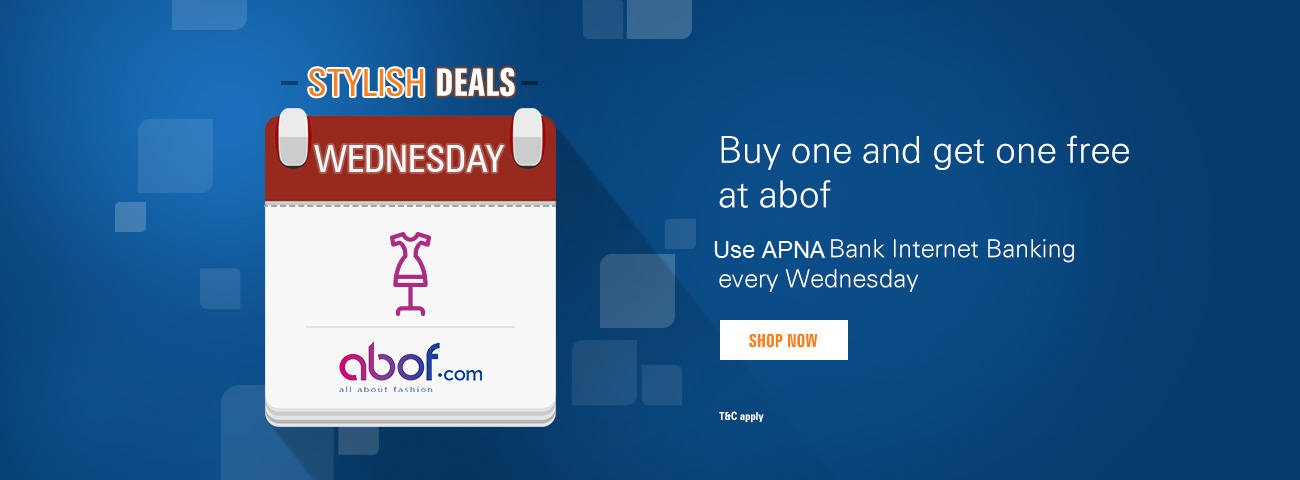 STYLISH DEALS
WEDNESDAY
abof.com
all about fashion
Buy one and get one free
at abof
Use APNA Bank Internet Banking
every Wednesday
SHOP NOW
T&C apply